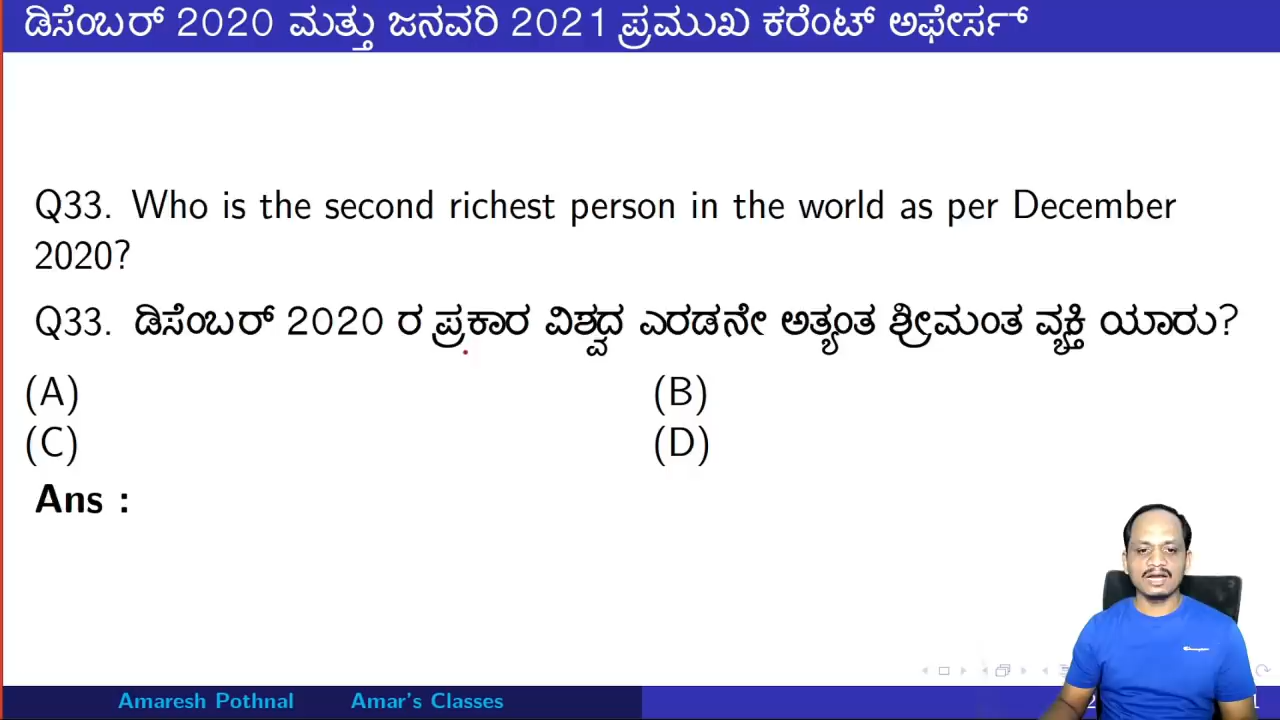 ಡಿಸೆಂಬರ್ 2020 ಮತ್ತು ಜನವರಿ 2021 ಪ್ರಮುಖ ಕರೆಂಟ್ ಅಫೇರ್ಸ್
Q33. Who is the second richest person in the world as per December
2020?
Q33. ಡಿಸೆಂಬರ್ 2020 ರ ಪ್ರಕಾರ ವಿಶ್ವದ ಎರಡನೇ ಅತ್ಯಂತ ಶ್ರೀಮಂತ ವ್ಯಕ್ತಿ ಯಾರು?
(A) (B)
(C) (D)
Ans :
Amaresh Pothnal Amar's Classes